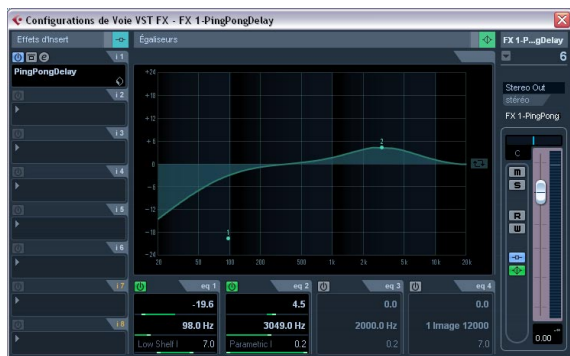 Configurations de Voie VST FX - FX 1-PingPongDelay
Effets d'Insert
Égaliseurs
FX 1-P...gDelay
i 1
6
PingPongDelay
i 2
i 3
i 4
i 5
i 6
i 7
i 8
+24
+18
+12
+6
0
-6
-12
-18
-24
20 50 100 200 500 1k 2k 5k 10k 20k
1
2
Stereo Out
stéréo
FX 1-PingPong
C
m
S
R
W
0.00
-∞
eq 1 eq 2 eq 3 eq 4
-19.6 4.5 0.0 0.0
98.0 Hz 3049.0 Hz 2000.0 Hz 1 Image 12000
Low Shelf I 7.0 Parametric I 0.2 0.2 7.0